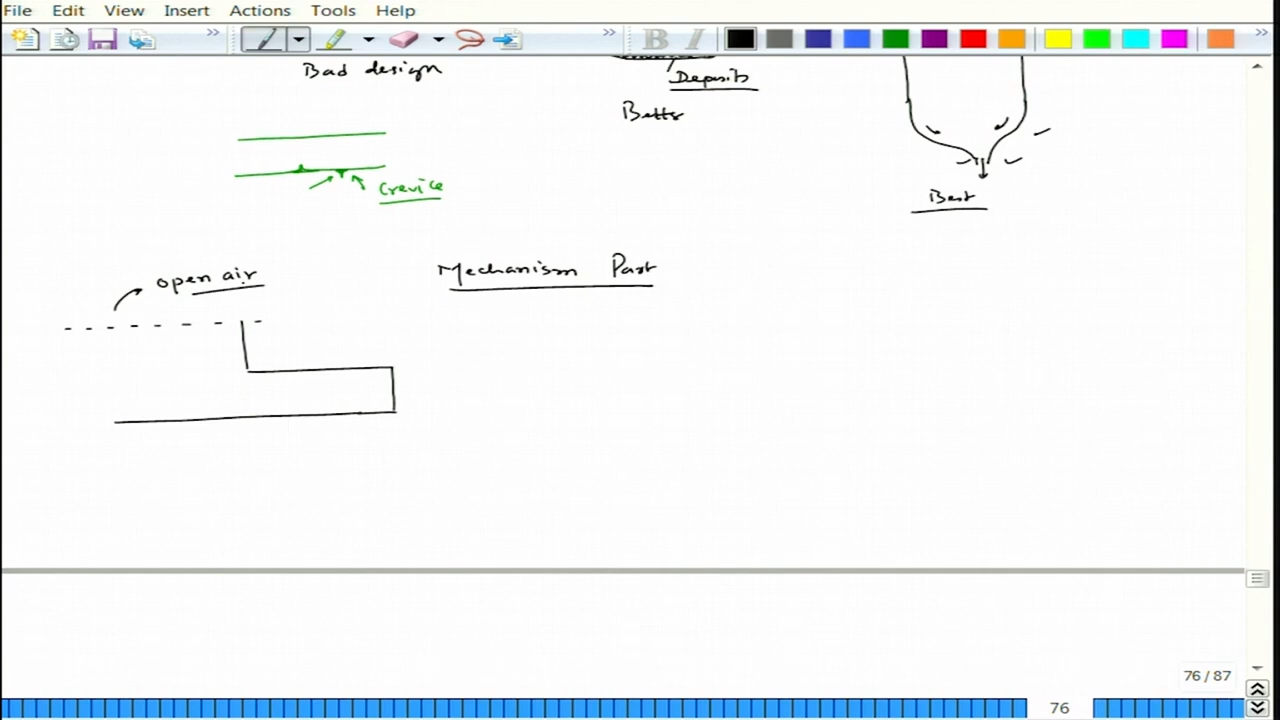 File Edit View Insert Actions Tools Help
B I
Bad design
Deposits
Better
Crevice
Best
open air
Mechanism Part
76 / 87
76